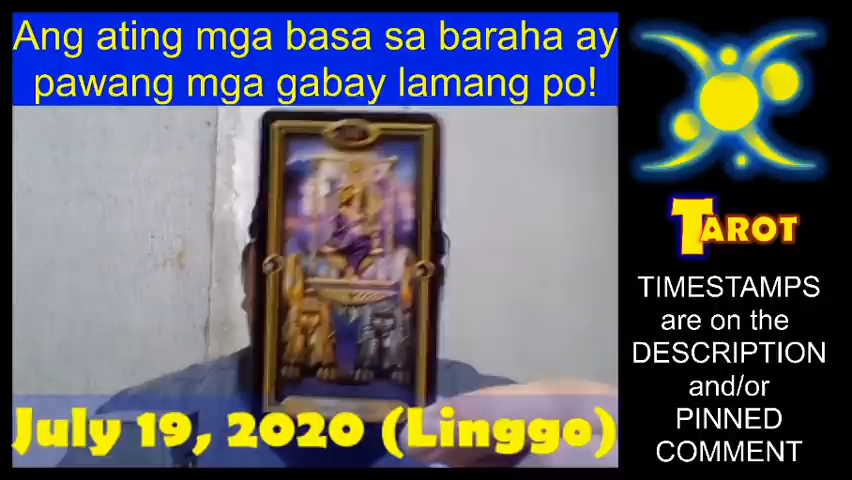 Ang ating mga basa sa baraha ay
pawang mga gabay lamang po!
July 19, 2020 (Linggo)
TAROT
TIMESTAMPS
are on the
DESCRIPTION
and/or
PINNED
COMMENT